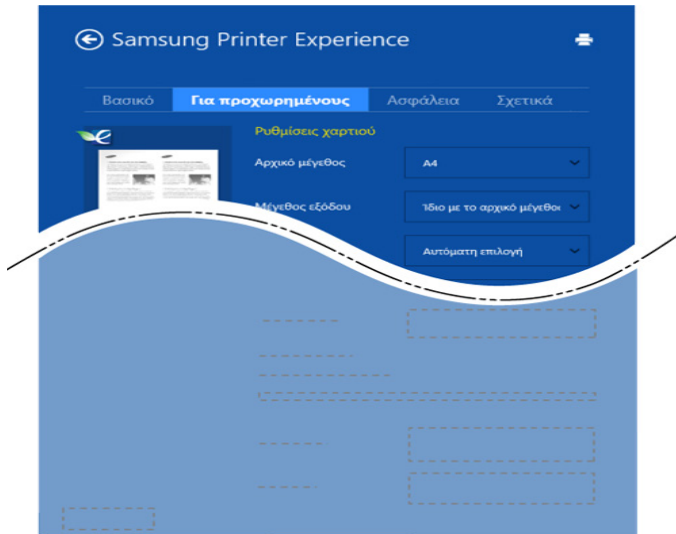 Samsung Printer Experience
Βασικό Για προχωρημένους Ασφάλεια Σχετικά
Ρυθμίσεις χαρτιού
Αρχικό μέγεθος A4
Μέγεθος εξόδου Ίδιο με το αρχικό μέγεθο
Αυτόματη επιλογή